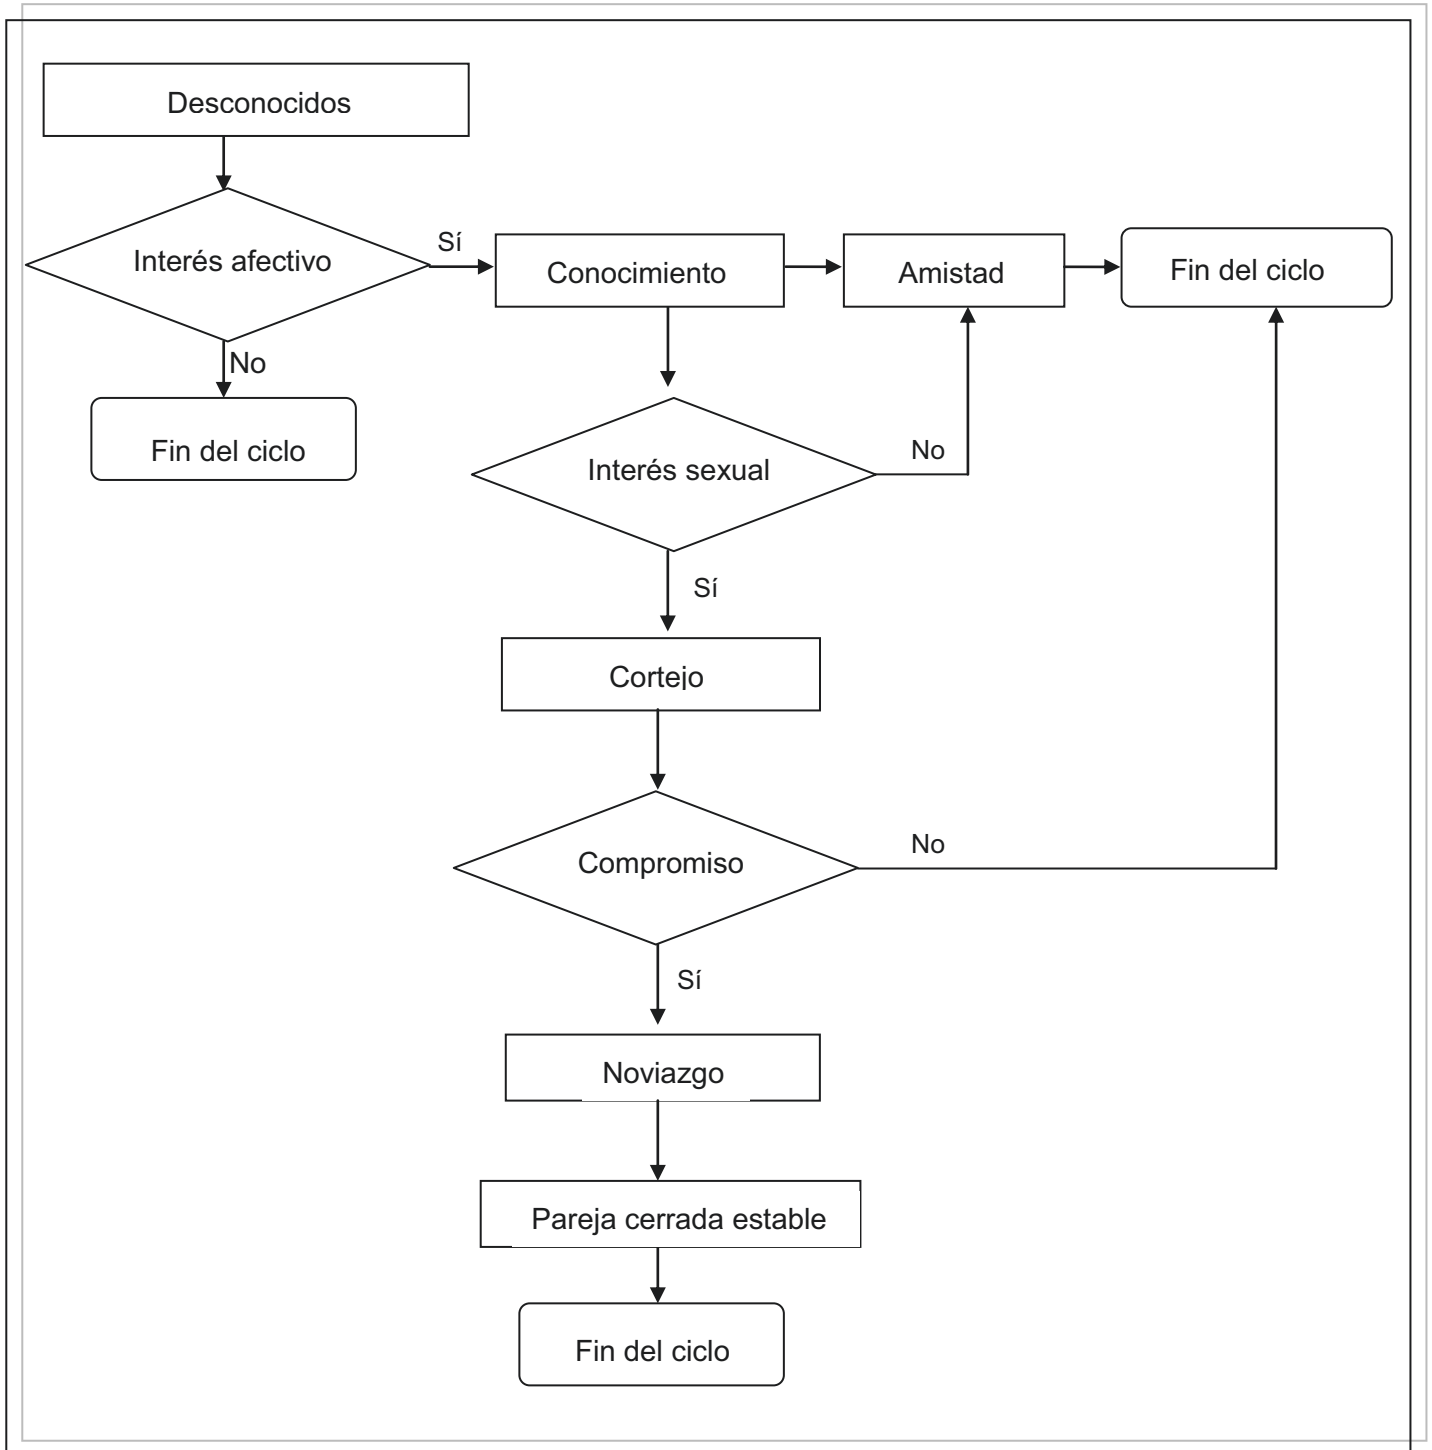 Desconocidos
Interés afectivo
Sí
Conocimiento
Amistad
Fin del ciclo
No
Fin del ciclo
Interés sexual
No
Sí
Cortejo
Compromiso
No
Sí
Noviazgo
Pareja cerrada estable
Fin del ciclo